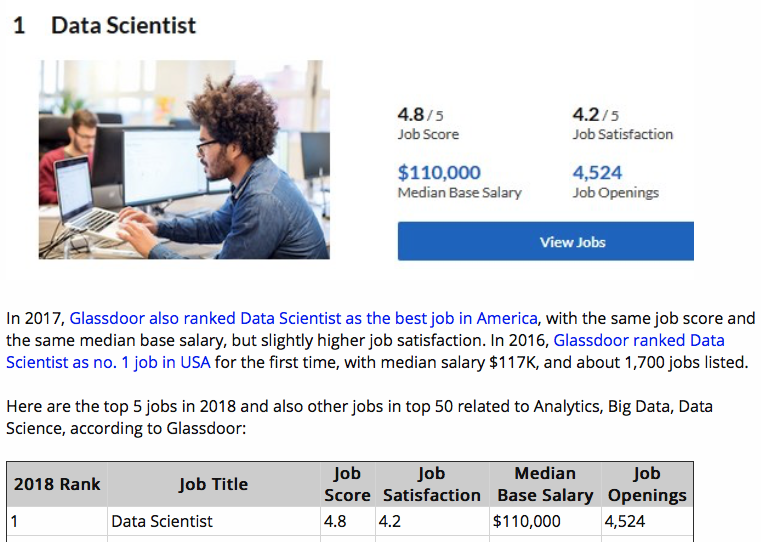 1 Data Scientist
4.8/5 4.2/5
Job Score Job Satisfaction
$110,000 4,524
Median Base Salary Job Openings
View Jobs
In 2017, Glassdoor also ranked Data Scientist as the best job in America, with the same job score and
the same median base salary, but slightly higher job satisfaction. In 2016, Glassdoor ranked Data
Scientist as no. 1 job in USA for the first time, with median salary $117K, and about 1,700 jobs listed.
Here are the top 5 jobs in 2018 and also other jobs in top 50 related to Analytics, Big Data, Data
Science, according to Glassdoor:
2018 Rank Job Title Job Score Job Satisfaction Median Base Salary Job Openings
1 Data Scientist 4.8 4.2 $110,000 4,524